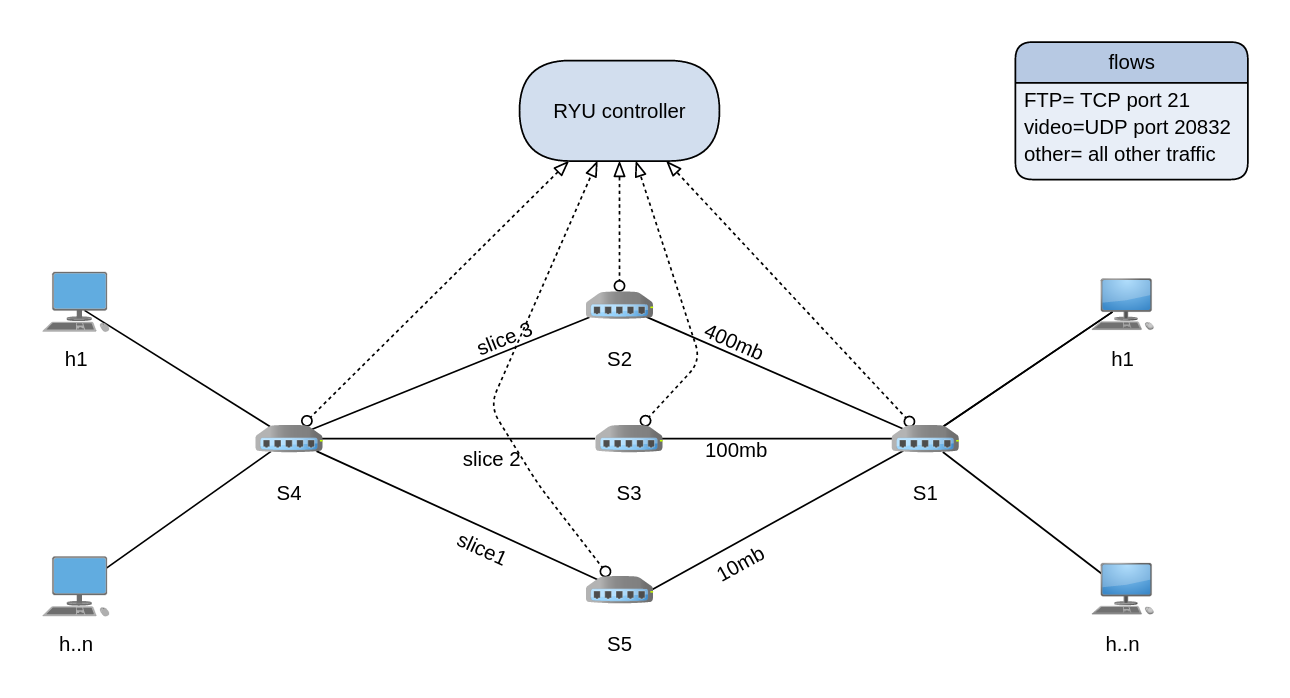 RYU controller
flows
FTP= TCP port 21
video=UDP port 20832
other= all other traffic
h1
slice 3
S2
400mb
h1
slice 2
100mb
S4
S3
S1
slice1
10mb
h..n
S5
h..n